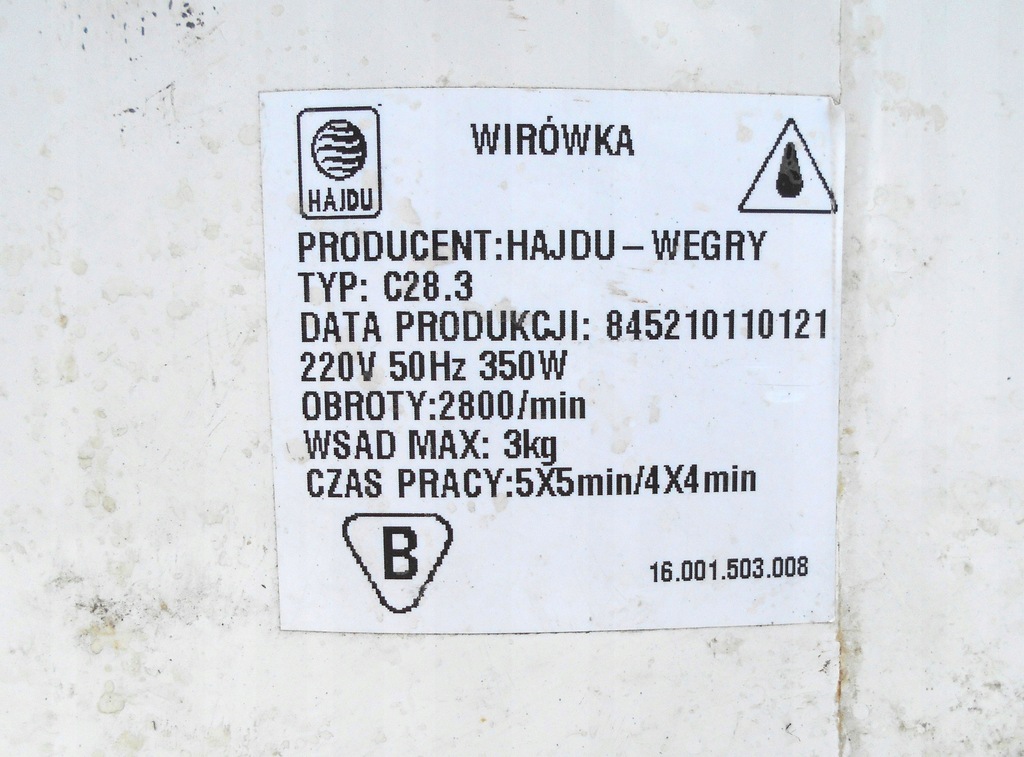 HAJDU
WIRÓWKA
PRODUCENT:HAJDU – WEGRY
TYP: C28.3
DATA PRODUKCJI: 845210110121
220V 50Hz 350W
OBROTY:2800/min
WSAD MAX: 3kg
CZAS PRACY:5X5min/4X4min
B
16.001.503.008